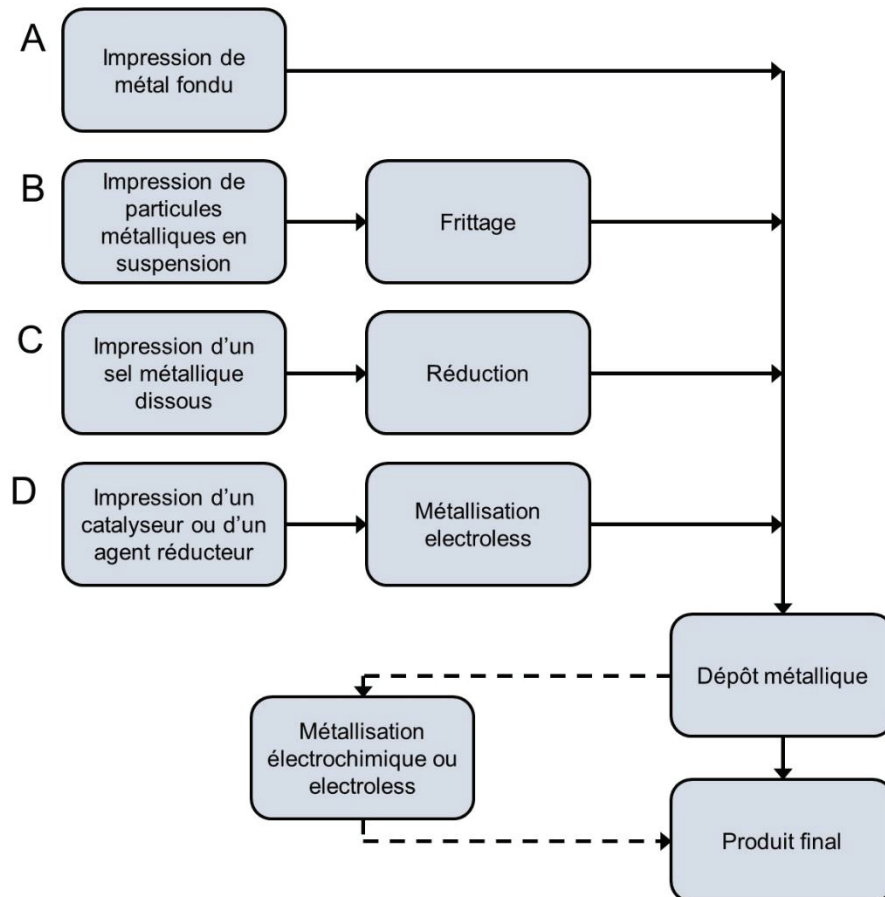 A
Impression de
métal fondu
B
Impression de
particules
métalliques en
suspension
Frittage
C
Impression d’un
sel métallique
dissous
Réduction
D
Impression d’un
catalyseur ou d’un
agent réducteur
Métallisation
electroless
Dépôt métallique
Métallisation
électrochimique ou
electroless
Produit final